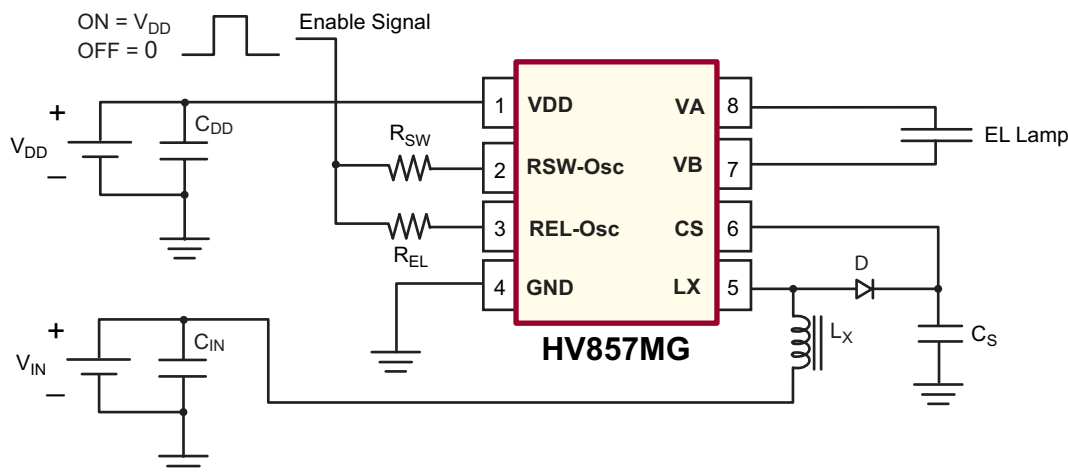 ON = VDD
OFF = 0
Enable Signal
+
VDD
–
CDD
RSW
REL
1 VDD
2 RSW-Osc
3 REL-Osc
4 GND
VA 8
VB 7
CS 6
LX 5
HV857MG
EL Lamp
D
LX
CS
+
VIN
–
CIN